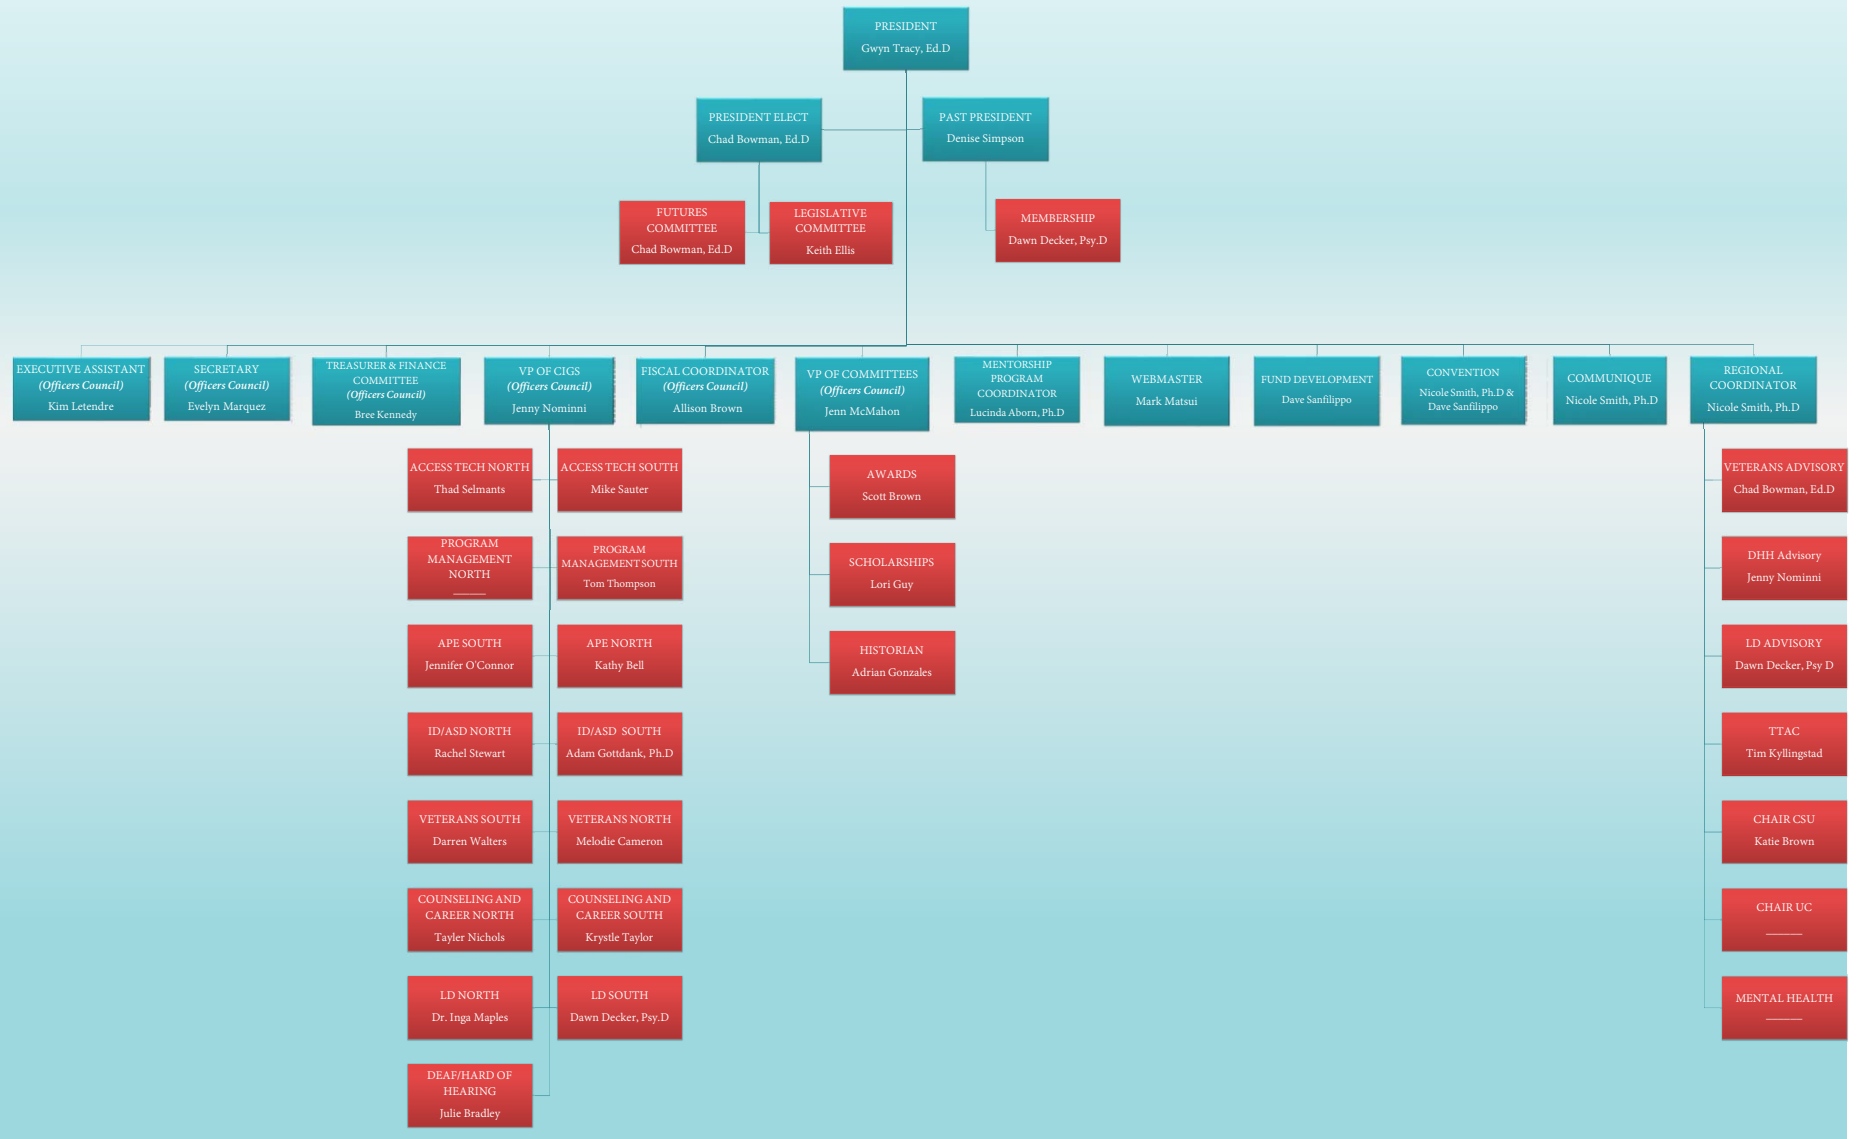 PRESIDENT
Gwyn Tracy, Ed.D
PRESIDENT ELECT
Chad Bowman, Ed.D
PAST PRESIDENT
Denise Simpson
FUTURES
COMMITTEE
Chad Bowman, Ed.D
LEGISLATIVE
COMMITTEE
Keith Ellis
MEMBERSHIP
Dawn Decker, Psy.D
EXECUTIVE ASSISTANT
(Officers Council)
Kim Letendre
SECRETARY
(Officers Council)
Evelyn Marquez
TREASURER & FINANCE
COMMITTEE
(Officers Council)
Bree Kennedy
VP OF CIGS
(Officers Council)
Jenny Nominni
FISCAL COORDINATOR
(Officers Council)
Allison Brown
VP OF COMMITTEES
(Officers Council)
Jenn McMahon
MENTORSHIP
PROGRAM
COORDINATOR
Lucinda Aborn, Ph.D
WEBMASTER
Mark Matsui
FUND DEVELOPMENT
Dave Sanfilippo
CONVENTION
Nicole Smith, Ph.D &
Dave Sanfilippo
COMMUNIQUE
Nicole Smith, Ph.D
REGIONAL
COORDINATOR
Nicole Smith, Ph.D
ACCESS TECH NORTH
Thad Selmants
ACCESS TECH SOUTH
Mike Sauter
PROGRAM
MANAGEMENT
NORTH
______
PROGRAM
MANAGEMENT SOUTH
Tom Thompson
APE SOUTH
Jennifer O'Connor
APE NORTH
Kathy Bell
ID/ASD NORTH
Rachel Stewart
ID/ASD SOUTH
Adam Gottdank, Ph.D
VETERANS SOUTH
Darren Walters
VETERANS NORTH
Melodie Cameron
COUNSELING AND
CAREER NORTH
Tayler Nichols
COUNSELING AND
CAREER SOUTH
Krystle Taylor
LD NORTH
Dr. Inga Maples
LD SOUTH
Dawn Decker, Psy.D
DEAF/HARD OF
HEARING
Julie Bradley
AWARDS
Scott Brown
SCHOLARSHIPS
Lori Guy
HISTORIAN
Adrian Gonzales
VETERANS ADVISORY
Chad Bowman, Ed.D
DHH Advisory
Jenny Nominni
LD ADVISORY
Dawn Decker, Psy D
TTAC
Tim Kyllingstad
CHAIR CSU
Katie Brown
CHAIR UC
______
MENTAL HEALTH
______